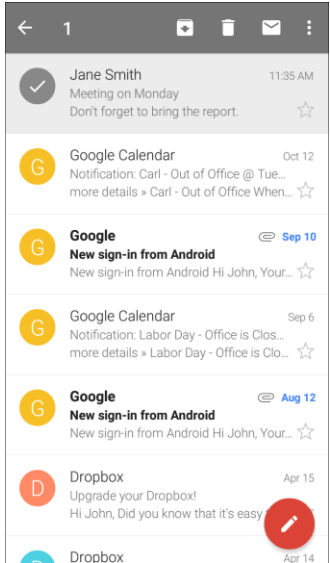 1
Jane Smith 11:35 AM
Meeting on Monday
Don't forget to bring the report.
G Google Calendar Oct 12
Notification: Carl - Out of Office @ Tue...
more details » Carl - Out of Office When...
G Google Sep 10
New sign-in from Android
New sign-in from Android Hi John, Your...
G Google Calendar Sep 6
Notification: Labor Day - Office is Clos...
more details » Labor Day - Office is Clo...
G Google Aug 12
New sign-in from Android
New sign-in from Android Hi John, Your...
D Dropbox Apr 15
Upgrade your Dropbox!
Hi John, Did you know that it's easy
Dropbox Apr 14